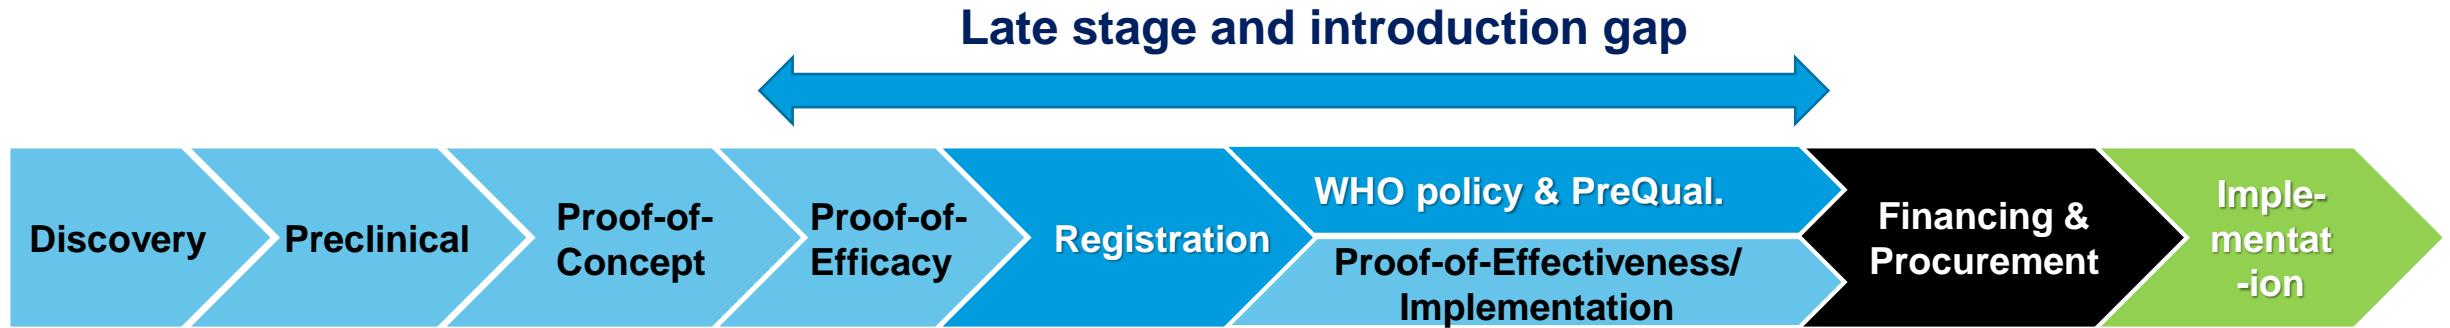 Late stage and introduction gap
Discovery
Preclinical
Proof-of-
Concept
Proof-of-
Efficacy
Registration
WHO policy & PreQual.
Proof-of-Effectiveness/
Implementation
Financing &
Procurement
Imple-
mentat
-ion